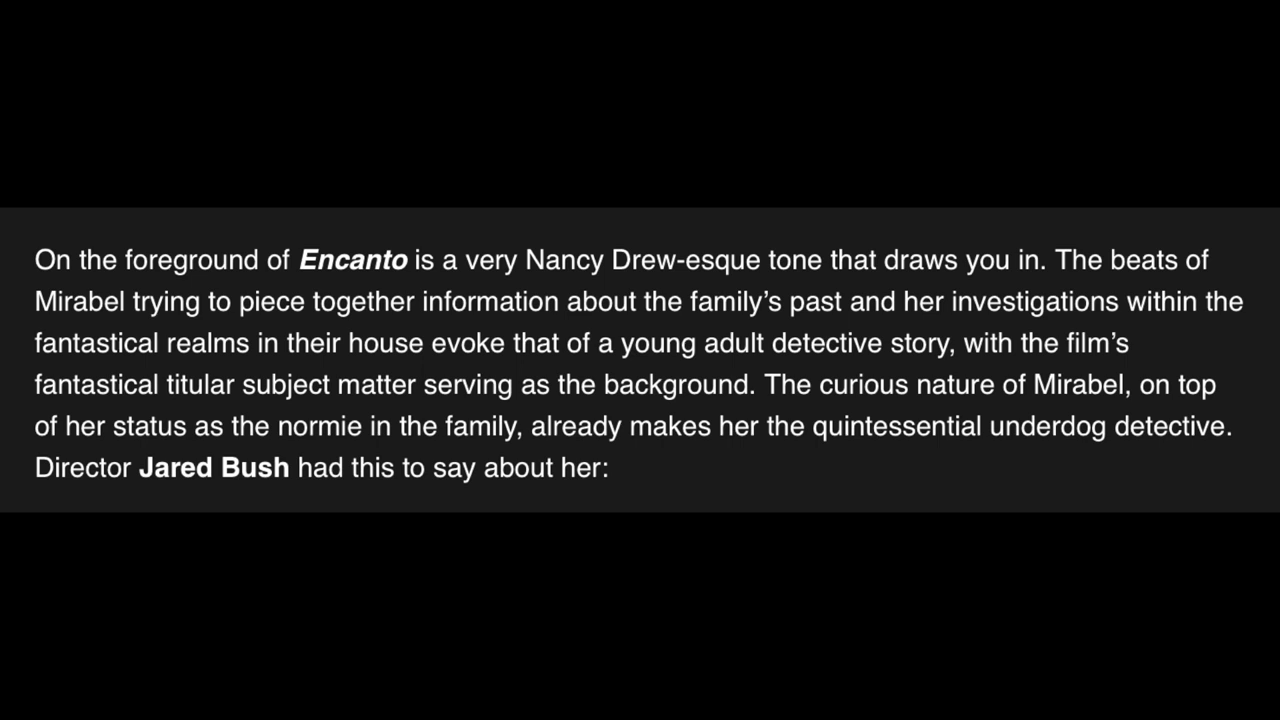 On the foreground of Encanto is a very Nancy Drew-esque tone that draws you in. The beats of
Mirabel trying to piece together information about the family’s past and her investigations within the
fantastical realms in their house evoke that of a young adult detective story, with the film’s
fantastical titular subject matter serving as the background. The curious nature of Mirabel, on top
of her status as the normie in the family, already makes her the quintessential underdog detective.
Director Jared Bush had this to say about her: